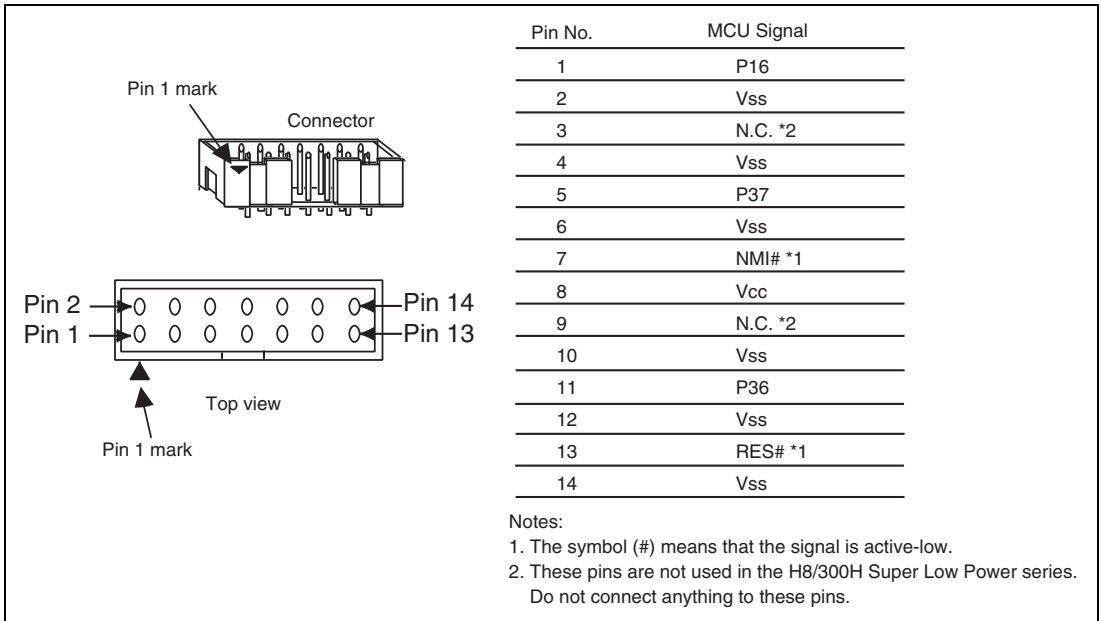 Pin 1 mark
Connector
Pin 2
Pin 14
Pin 1
Pin 13
Top view
Pin 1 mark
Pin No. MCU Signal
1 P16
2 Vss
3 N.C. *2
4 Vss
5 P37
6 Vss
7 NMI# *1
8 Vcc
9 N.C. *2
10 Vss
11 P36
12 Vss
13 RES# *1
14 Vss
Notes:
1. The symbol (#) means that the signal is active-low.
2. These pins are not used in the H8/300H Super Low Power series.
Do not connect anything to these pins.